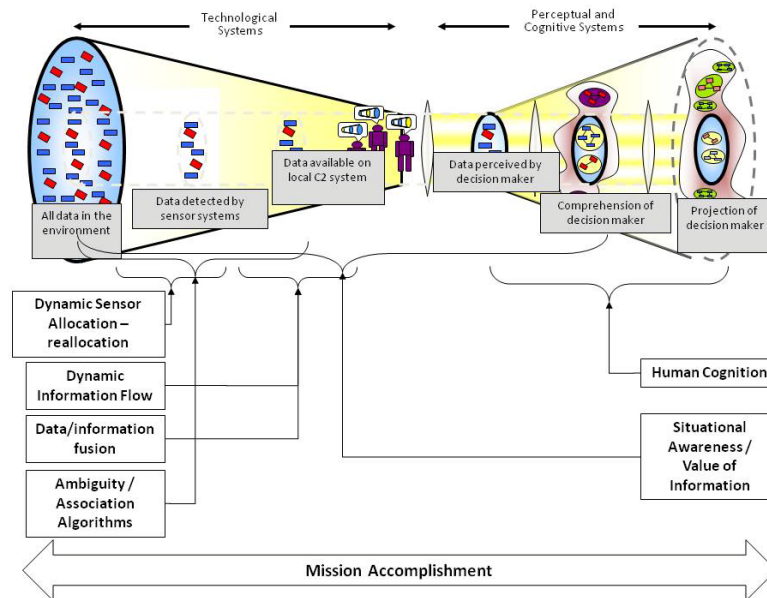 Technological
Systems
Perceptual and
Cognitive Systems
All data in the
environment
Data detected by
sensor systems
Data available on
local C2 system
Data perceived by
decision maker
Comprehension of
decision maker
Projection of
decision maker
Dynamic Sensor
Allocation –
reallocation
Dynamic
Information Flow
Data/information
fusion
Ambiguity /
Association
Algorithms
Human Cognition
Situational
Awareness /
Value of
Information
Mission Accomplishment